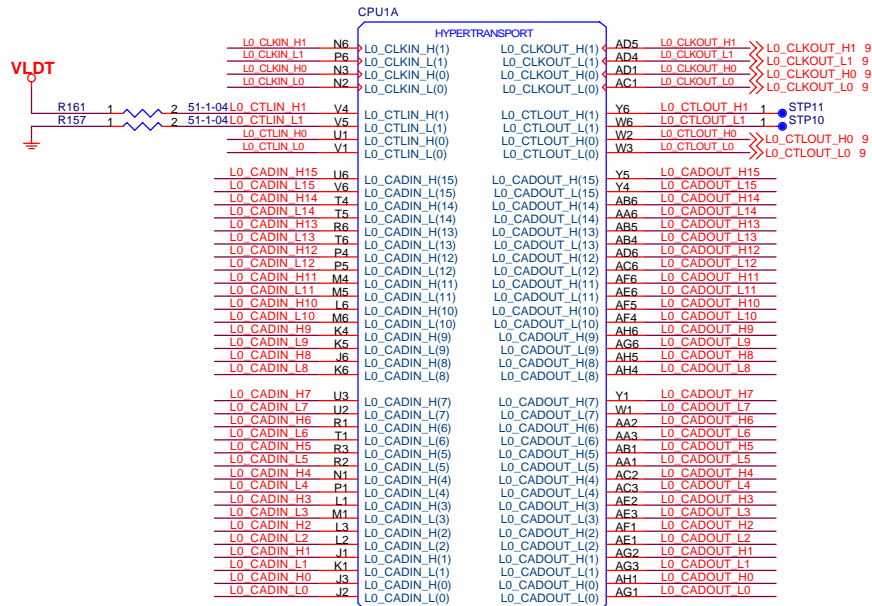 CPU1A
HYPERTRANSPORT
VLDT
L0_CLKIN_H1 N6 L0_CLKIN_H(1) L0_CLKOUT_H(1) AD5 L0_CLKOUT_H1 L0_CLKOUT_H1 9
L0_CLKIN_L1 P6 L0_CLKIN_L(1) L0_CLKOUT_L(1) AD4 L0_CLKOUT_L1 L0_CLKOUT_L1 9
L0_CLKIN_H0 N3 L0_CLKIN_H(0) L0_CLKOUT_H(0) AD1 L0_CLKOUT_H0 L0_CLKOUT_H0 9
L0_CLKIN_L0 N2 L0_CLKIN_L(0) L0_CLKOUT_L(0) AC1 L0_CLKOUT_L0 L0_CLKOUT_L0 9
R161 1 2 51-1-04 L0_CTLIN_H1 V4 L0_CTLIN_H(1) L0_CTLOUT_H(1) Y6 L0_CTLOUT_H1 1 STP11
R157 1 2 51-1-04 L0_CTLIN_L1 V5 L0_CTLIN_L(1) L0_CTLOUT_L(1) W6 L0_CTLOUT_L1 1 STP10
L0_CTLIN_H0 U1 L0_CTLIN_H(0) L0_CTLOUT_H(0) W2 L0_CTLOUT_H0 L0_CTLOUT_H0 9
L0_CTLIN_L0 V1 L0_CTLIN_L(0) L0_CTLOUT_L(0) W3 L0_CTLOUT_L0 L0_CTLOUT_L0 9
L0_CADIN_H15 U6 L0_CADIN_H(15) L0_CADOUT_H(15) Y5 L0_CADOUT_H15
L0_CADIN_L15 V6 L0_CADIN_L(15) L0_CADOUT_L(15) Y4 L0_CADOUT_L15
L0_CADIN_H14 T4 L0_CADIN_H(14) L0_CADOUT_H(14) AB6 L0_CADOUT_H14
L0_CADIN_L14 T5 L0_CADIN_L(14) L0_CADOUT_L(14) AA6 L0_CADOUT_L14
L0_CADIN_H13 R6 L0_CADIN_H(13) L0_CADOUT_H(13) AB5 L0_CADOUT_H13
L0_CADIN_L13 T6 L0_CADIN_L(13) L0_CADOUT_L(13) AB4 L0_CADOUT_L13
L0_CADIN_H12 P4 L0_CADIN_H(12) L0_CADOUT_H(12) AD6 L0_CADOUT_H12
L0_CADIN_L12 P5 L0_CADIN_L(12) L0_CADOUT_L(12) AC6 L0_CADOUT_L12
L0_CADIN_H11 M4 L0_CADIN_H(11) L0_CADOUT_H(11) AF6 L0_CADOUT_H11
L0_CADIN_L11 M5 L0_CADIN_L(11) L0_CADOUT_L(11) AE6 L0_CADOUT_L11
L0_CADIN_H10 L6 L0_CADIN_H(10) L0_CADOUT_H(10) AF5 L0_CADOUT_H10
L0_CADIN_L10 M6 L0_CADIN_L(10) L0_CADOUT_L(10) AF4 L0_CADOUT_L10
L0_CADIN_H9 K4 L0_CADIN_H(9) L0_CADOUT_H(9) AH6 L0_CADOUT_H9
L0_CADIN_L9 K5 L0_CADIN_L(9) L0_CADOUT_L(9) AG6 L0_CADOUT_L9
L0_CADIN_H8 J6 L0_CADIN_H(8) L0_CADOUT_H(8) AH5 L0_CADOUT_H8
L0_CADIN_L8 K6 L0_CADIN_L(8) L0_CADOUT_L(8) AH4 L0_CADOUT_L8
L0_CADIN_H7 U3 L0_CADIN_H(7) L0_CADOUT_H(7) Y1 L0_CADOUT_H7
L0_CADIN_L7 U2 L0_CADIN_L(7) L0_CADOUT_L(7) W1 L0_CADOUT_L7
L0_CADIN_H6 R1 L0_CADIN_H(6) L0_CADOUT_H(6) AA2 L0_CADOUT_H6
L0_CADIN_L6 T1 L0_CADIN_L(6) L0_CADOUT_L(6) AA3 L0_CADOUT_L6
L0_CADIN_H5 R3 L0_CADIN_H(5) L0_CADOUT_H(5) AB1 L0_CADOUT_H5
L0_CADIN_L5 R2 L0_CADIN_L(5) L0_CADOUT_L(5) AA1 L0_CADOUT_L5
L0_CADIN_H4 N1 L0_CADIN_H(4) L0_CADOUT_H(4) AC2 L0_CADOUT_H4
L0_CADIN_L4 P1 L0_CADIN_L(4) L0_CADOUT_L(4) AC3 L0_CADOUT_L4
L0_CADIN_H3 L1 L0_CADIN_H(3) L0_CADOUT_H(3) AE2 L0_CADOUT_H3
L0_CADIN_L3 M1 L0_CADIN_L(3) L0_CADOUT_L(3) AE3 L0_CADOUT_L3
L0_CADIN_H2 L3 L0_CADIN_H(2) L0_CADOUT_H(2) AF1 L0_CADOUT_H2
L0_CADIN_L2 L2 L0_CADIN_L(2) L0_CADOUT_L(2) AE1 L0_CADOUT_L2
L0_CADIN_H1 J1 L0_CADIN_H(1) L0_CADOUT_H(1) AG2 L0_CADOUT_H1
L0_CADIN_L1 K1 L0_CADIN_L(1) L0_CADOUT_L(1) AG3 L0_CADOUT_L1
L0_CADIN_H0 J3 L0_CADIN_H(0) L0_CADOUT_H(0) AH1 L0_CADOUT_H0
L0_CADIN_L0 J2 L0_CADIN_L(0) L0_CADOUT_L(0) AG1 L0_CADOUT_L0